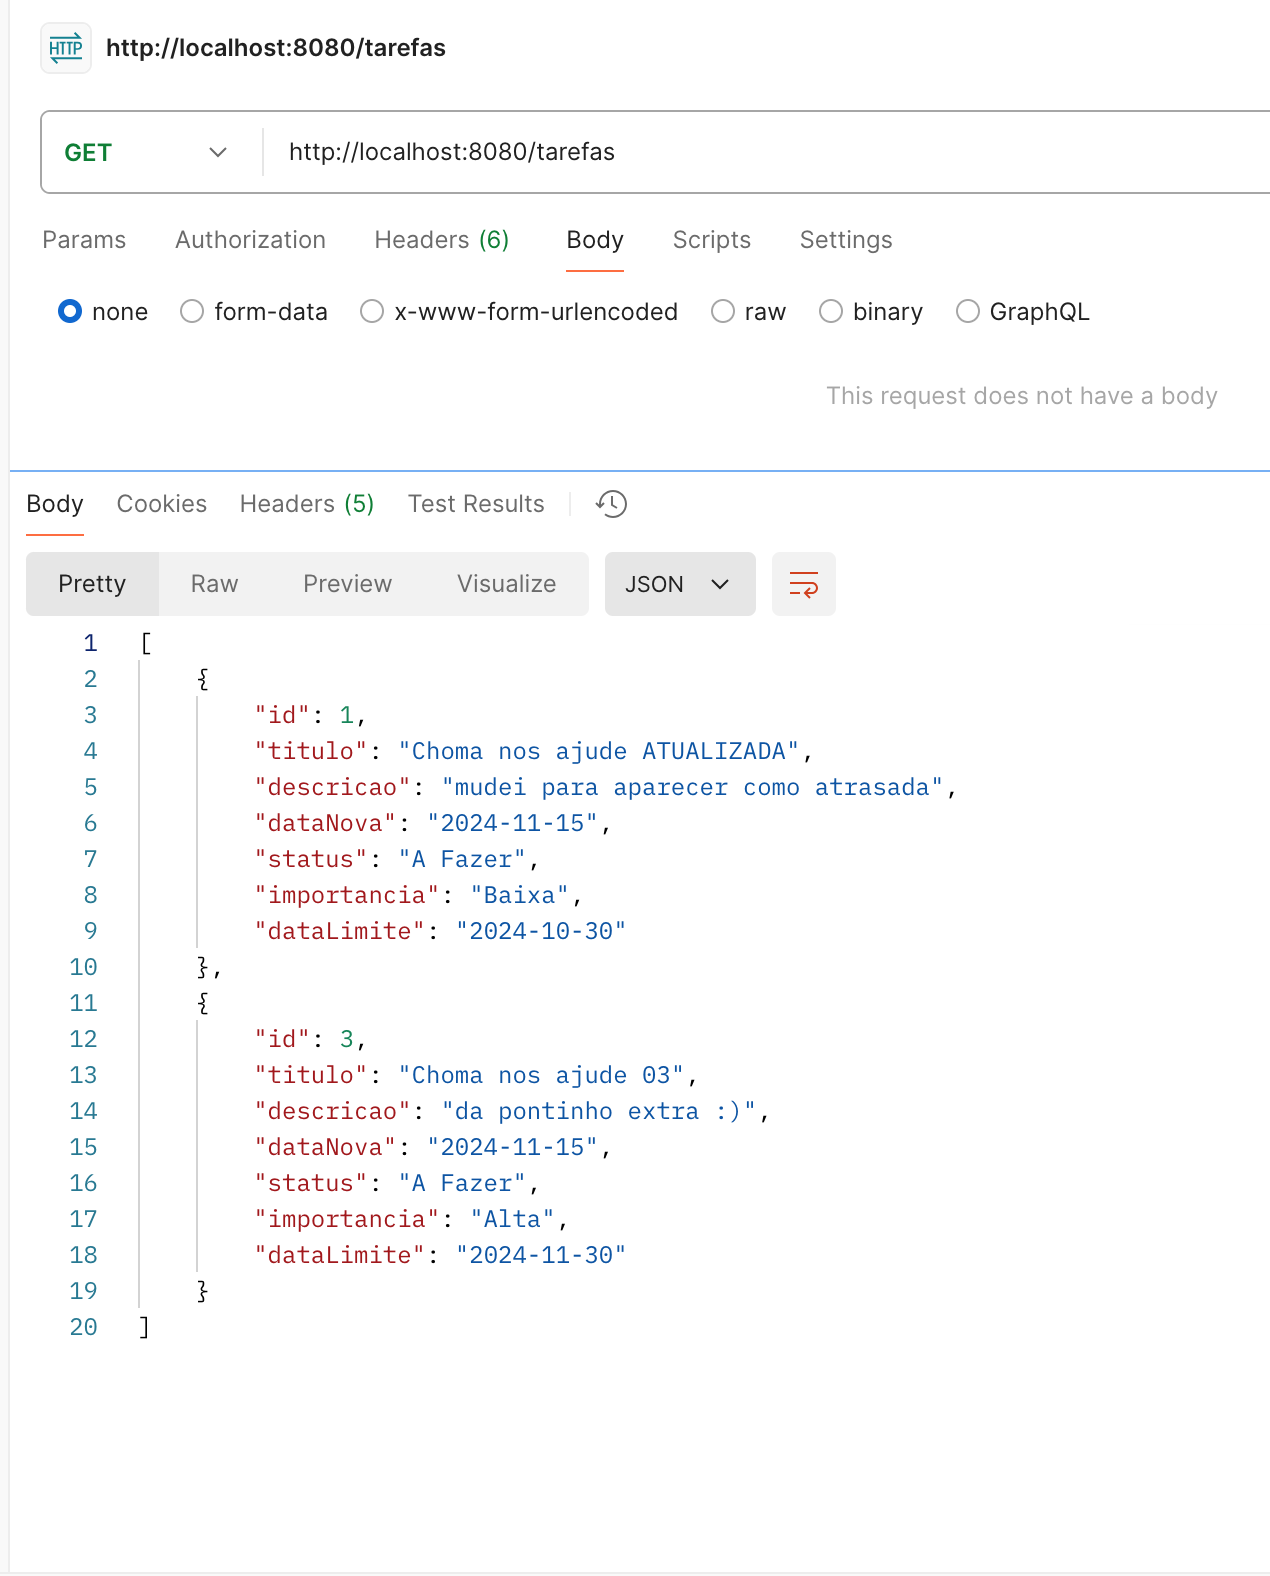 HTTP http://localhost:8080/tarefas
GET http://localhost:8080/tarefas
Params Authorization Headers (6) Body Scripts Settings
none form-data x-www-form-urlencoded raw binary GraphQL
This request does not have a body
Body Cookies Headers (5) Test Results
Pretty Raw Preview Visualize JSON
1 [
2 {
3 "id": 1,
4 "titulo": "Choma nos ajude ATUALIZADA",
5 "descricao": "mudei para aparecer como atrasada",
6 "dataNova": "2024-11-15",
7 "status": "A Fazer",
8 "importancia": "Baixa",
9 "dataLimite": "2024-10-30"
10 },
11 {
12 "id": 3,
13 "titulo": "Choma nos ajude 03",
14 "descricao": "da pontinho extra :)",
15 "dataNova": "2024-11-15",
16 "status": "A Fazer",
17 "importancia": "Alta",
18 "dataLimite": "2024-11-30"
19 }
20 ]